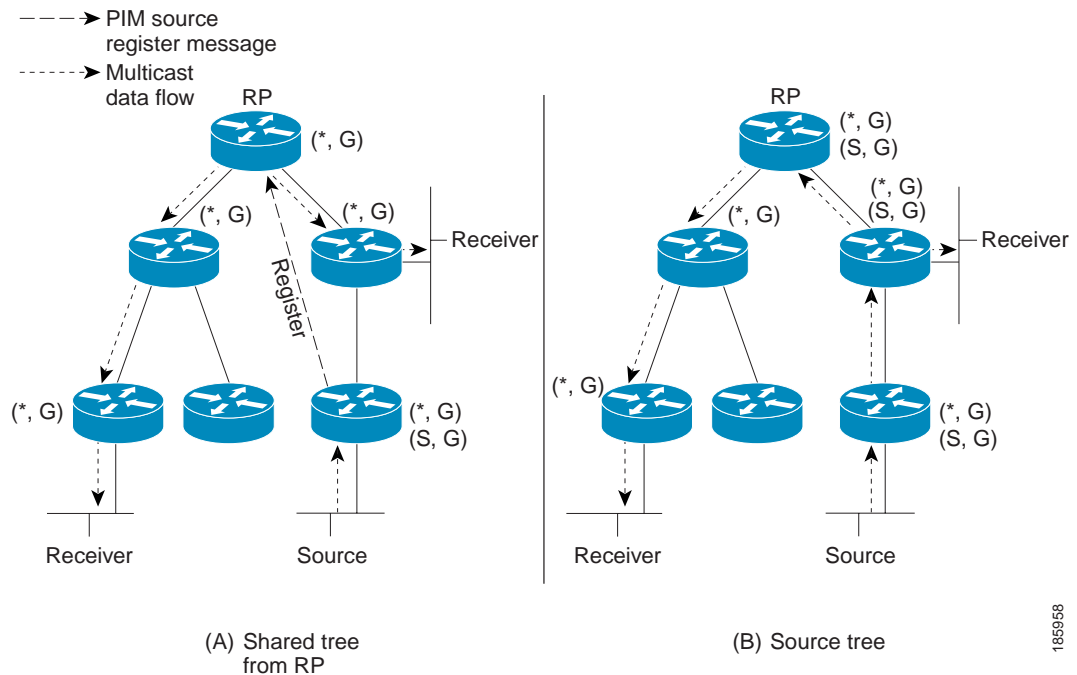 PIM source
register message
Multicast
data flow
RP
(*, G)
(*, G)
(*, G)
Receiver
Register
(*, G)
(*, G)
(S, G)
Receiver
Source
(A) Shared tree
from RP
RP
(*, G)
(S, G)
(*, G)
(S, G)
(*, G)
Receiver
(*, G)
(*, G)
(S, G)
Receiver
Source
(B) Source tree
185958